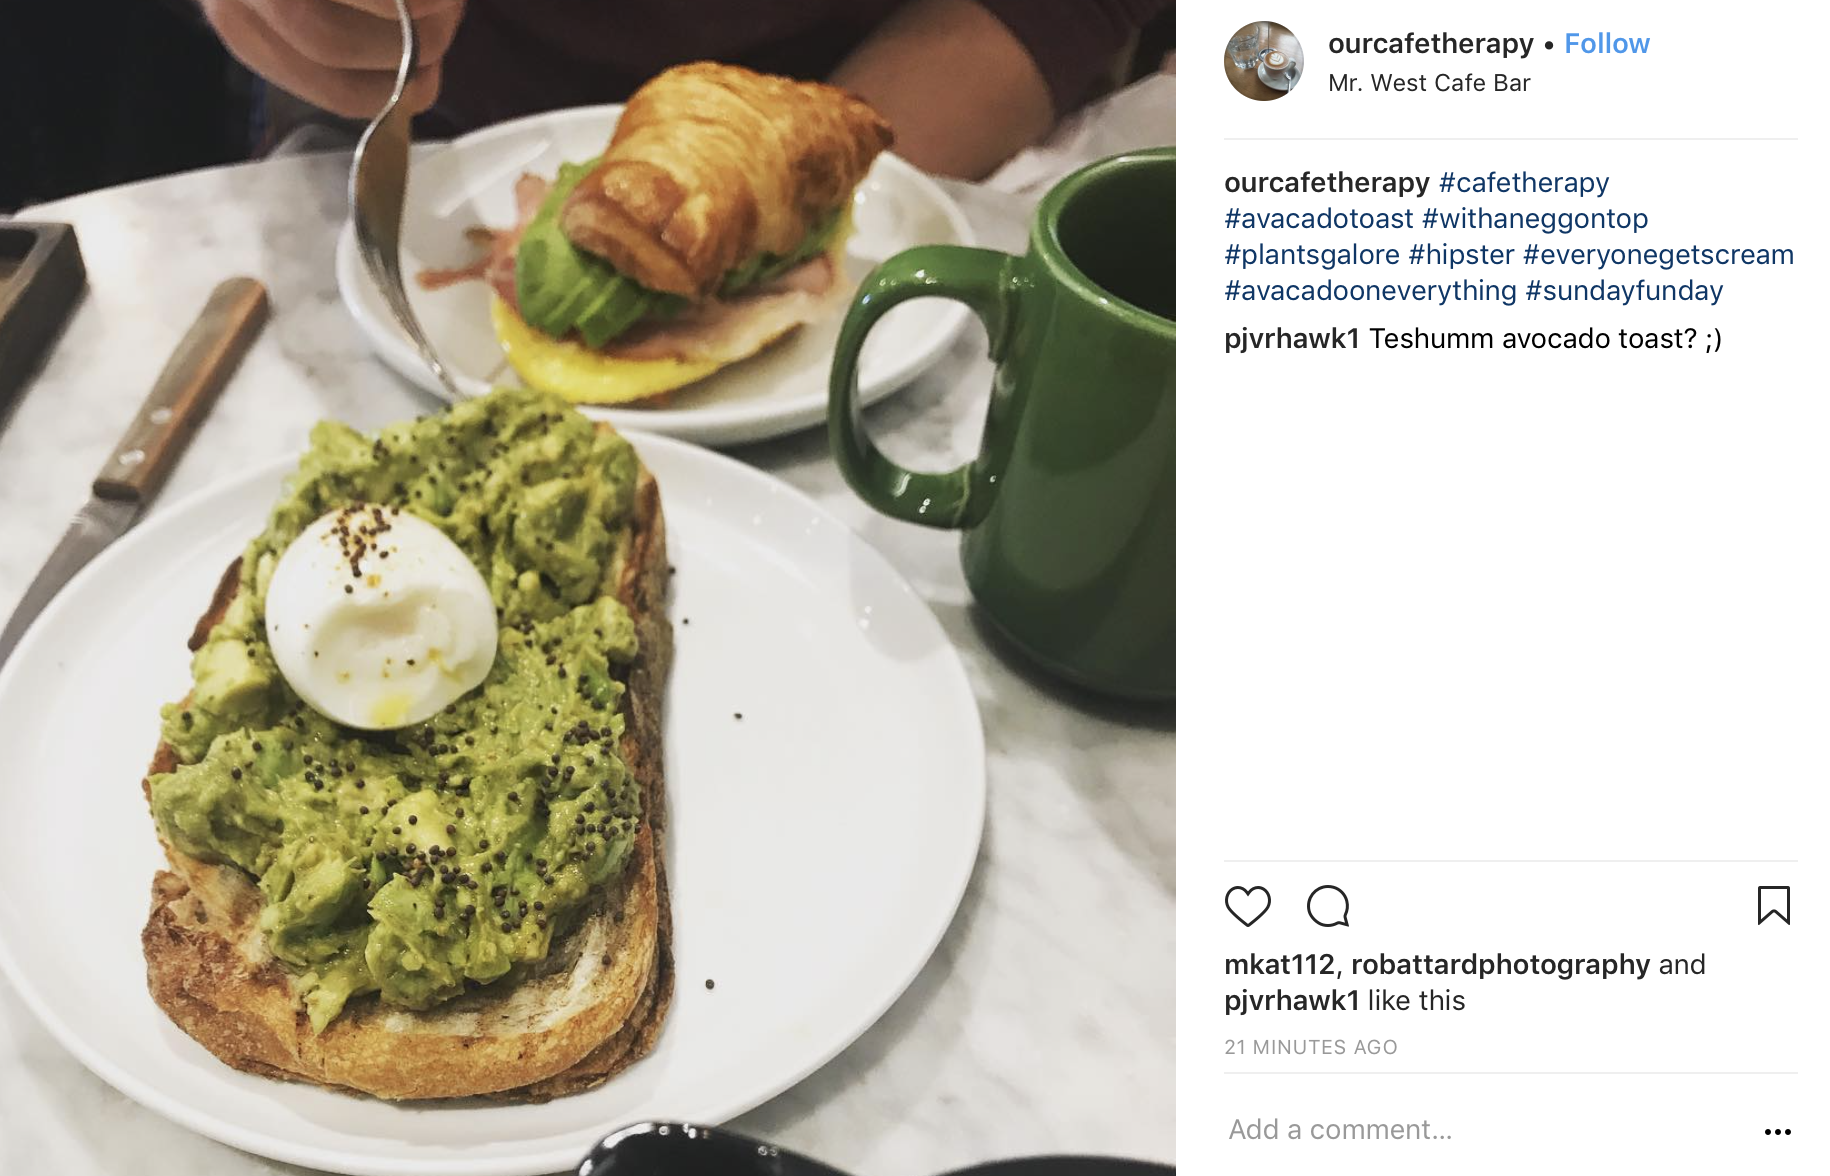 ourcafetherapy • Follow
Mr. West Cafe Bar
ourcafetherapy #cafetherapy
#avacadotoast #withaneggontop
#plantsgalore #hipster #everyonegetscream
#avacadooneverything #sundayfunday
pjvrhawk1 Teshumm avocado toast? ;)
mkat112, robattardphotography and
pjvrhawk1 like this
21 MINUTES AGO
Add a comment...